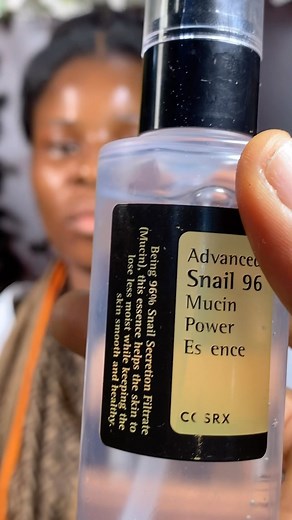 Advanced
Snail 96
Mucin
Power
Es ence
COSRX
Being 96% Snail Secretion Filtrate
(Mucin), this essence helps the skin to
lose less moist while keeping the
skin smooth and healthy.